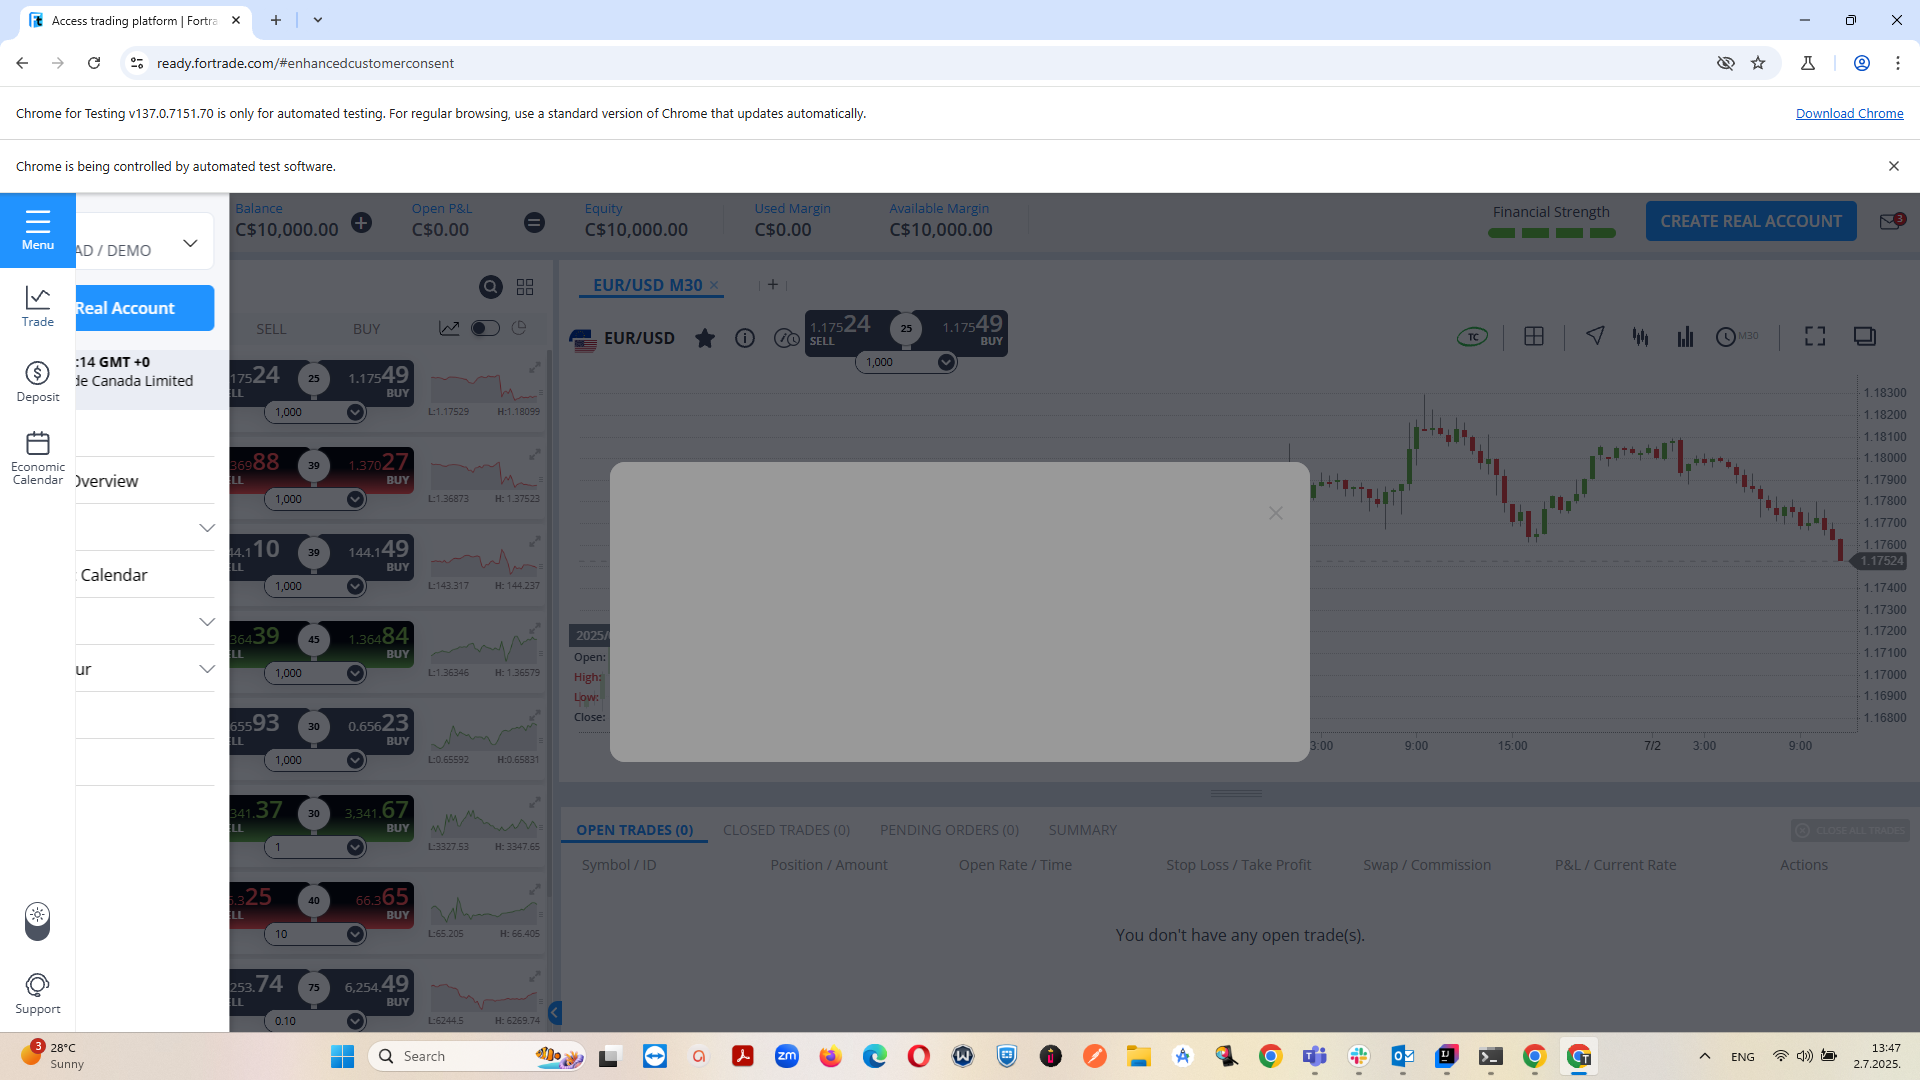 Access trading platform | Fortra
ready.fortrade.com/#enhancedcustomerconsent
Chrome for Testing v137.0.7151.70 is only for automated testing. For regular browsing, use a standard version of Chrome that updates automatically.
Download Chrome
Chrome is being controlled by automated test software.
Menu
Trade
Deposit
Economic
Calendar
Support
AD / DEMO
Real Account
:14 GMT +0
de Canada Limited
Overview
Calendar
ur
Balance
C$10,000.00
Open P&L
C$0.00
Equity
C$10,000.00
Used Margin
C$0.00
Available Margin
C$10,000.00
Financial Strength
CREATE REAL ACCOUNT
3
SELL BUY
17524 25 1.17549
ELL BUY
1,000
L:1.17529 H:1.18099
36988 39 1.37027
BUY
1,000
L:1.36873 H: 1.37523
44.110 39 144.149
ELL BUY
1,000
L:143.317 H: 144.237
36439 45 1.36484
ELL BUY
1,000
L:1.36346 H: 1.36579
65593 30 0.65623
ELL BUY
1,000
L:0.65592 H:0.65831
341.37 30 3,341.67
ELL BUY
1
L:3327.53 H: 3347.65
6.325 40 66.365
ELL BUY
10
L:65.205 H: 66.405
253.74 75 6,254.49
ELL BUY
0.10
L:6244.5 H: 6269.74
EUR/USD M30
EUR/USD
1.17524 25 1.17549
SELL BUY
1,000
TC
M30
1.18300
1.18200
1.18100
1.18000
1.17900
1.17800
1.17700
1.17600
1.17524
1.17400
1.17300
1.17200
1.17100
1.17000
1.16900
1.16800
2025/
Open:
High:
Low:
Close:
3:00 9:00 15:00 7/2 3:00 9:00
OPEN TRADES (0) CLOSED TRADES (0) PENDING ORDERS (0) SUMMARY
CLOSE ALL TRADES
Symbol / ID Position / Amount Open Rate / Time Stop Loss / Take Profit Swap / Commission P&L / Current Rate Actions
You don't have any open trade(s).
3
28°C
Sunny
Search
zm
ENG
13:47
2.7.2025.